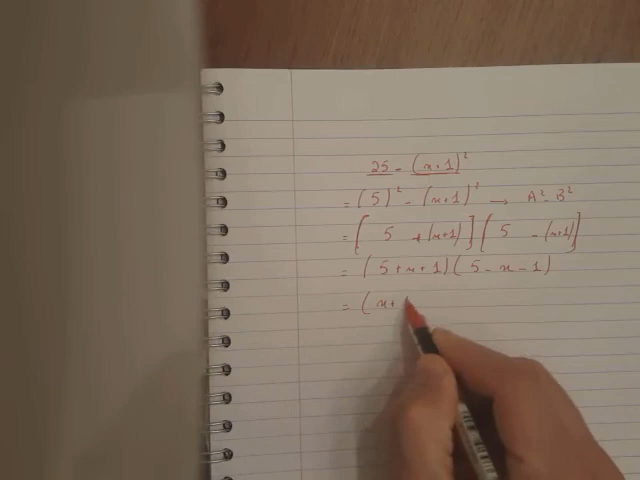 25 - (x+1)²
= (5)² - (x+1)² → A² - B²
= [ 5 + (x+1) ] [ 5 - (x+1) ]
= ( 5 + x + 1 ) ( 5 - x - 1 )
= ( x +